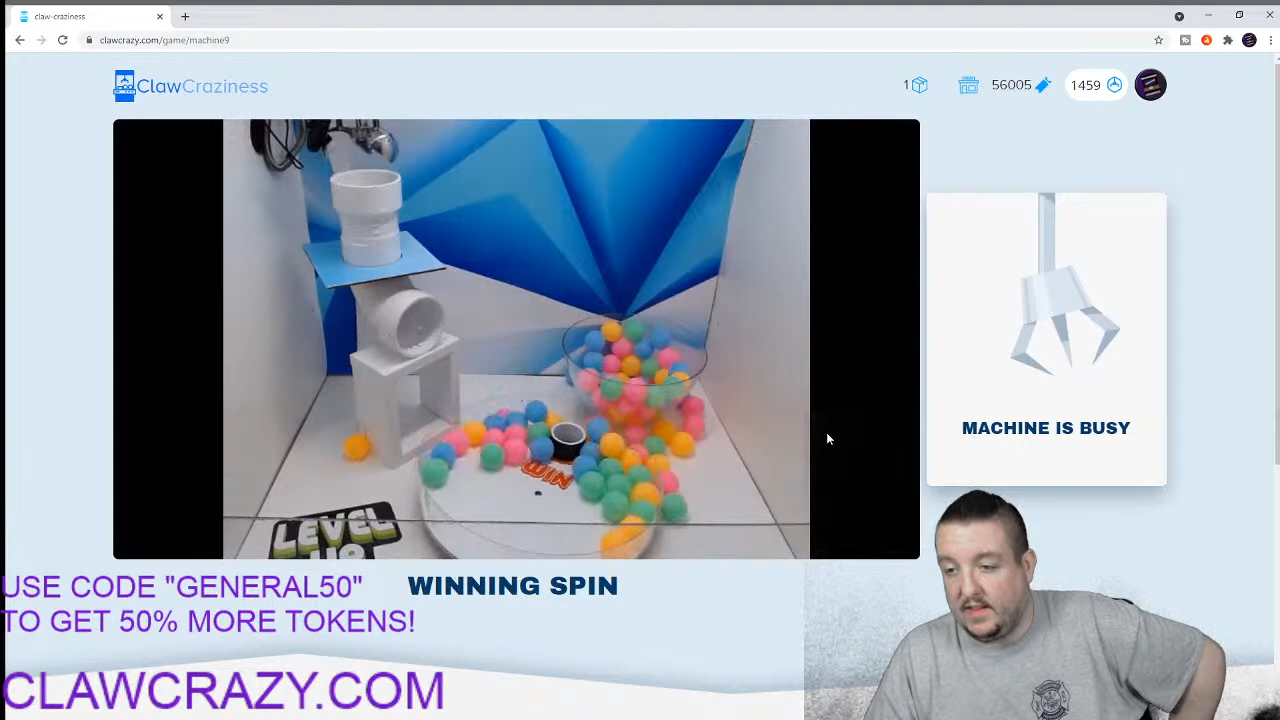 claw-craziness
clawcrazy.com/game/machine9
ClawCraziness
1
56005
1459
WIN
LEVEL
UP
MACHINE IS BUSY
WINNING SPIN
USE CODE "GENERAL50"
TO GET 50% MORE TOKENS!
CLAWCRAZY.COM